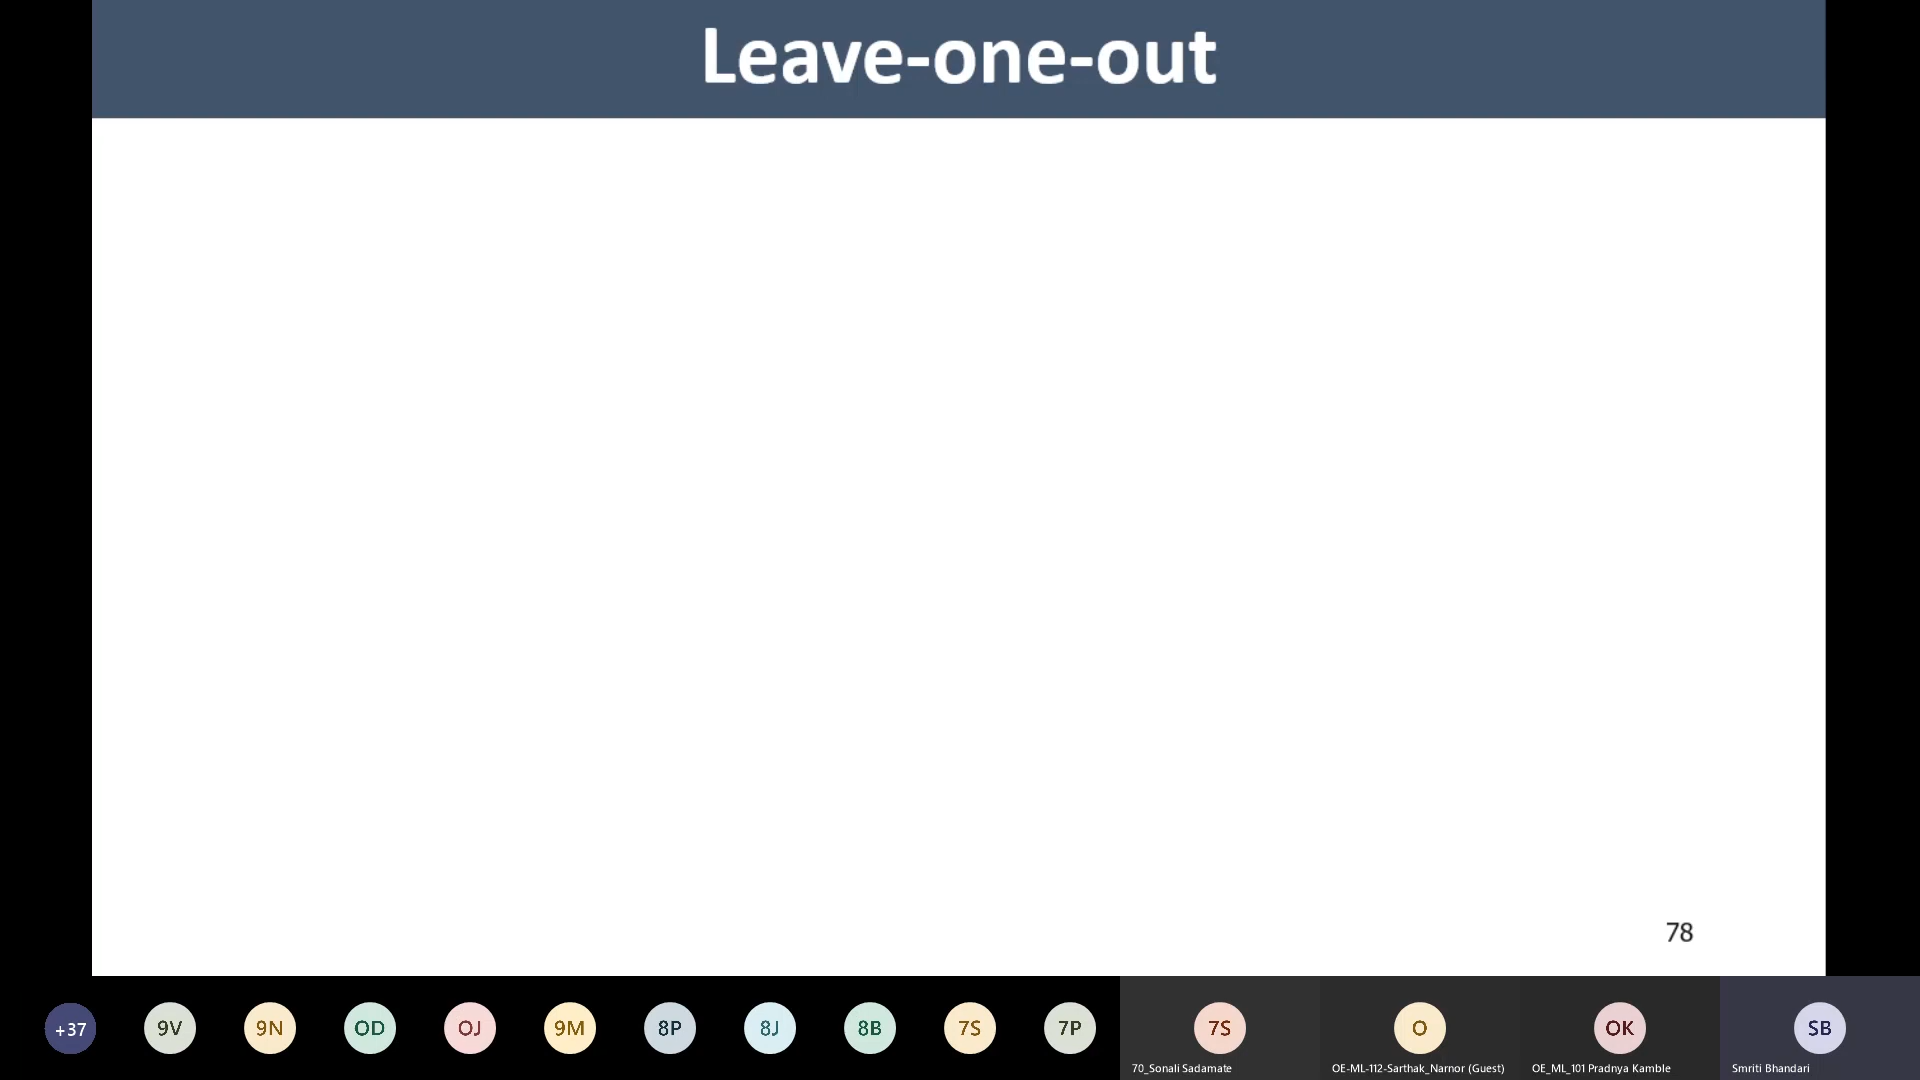 Leave-one-out
78
+37 9V 9N OD OJ 9M 8P 8J 8B 7S 7P 7S O OK SB
70_Sonali Sadamate OE-ML-112-Sarthak_Narnor (Guest) OE_ML_101 Pradnya Kamble Smriti Bhandari